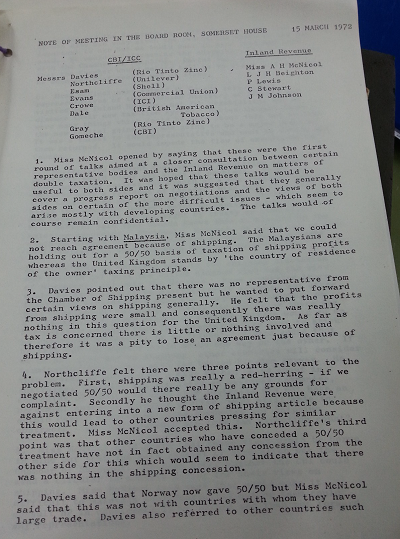 NOTE OF MEETING IN THE BOARD ROOM, SOMERSET HOUSE 15 MARCH 1972
CBI/ICC Inland Revenue
Messrs Davies (Rio Tinto Zinc) Miss A H McNicol
Northcliffe (Unilever) L J H Beighton
Esam (Shell) P Lewis
Evans (Commercial Union) C Stewart
Crowe (ICI) J M Johnson
Dale (British American
Tobacco)
Gray (Rio Tinto Zinc)
Gomeche (CBI)
1. Miss McNicol opened by saying that these were the first
round of talks aimed at a closer consultation between certain
representative bodies and the Inland Revenue on matters of
double taxation. It was hoped that these talks would be
useful to both sides and it was suggested that they generally
cover a progress report on negotiations and the views of both
sides on certain of the more difficult issues - which seem to
arise mostly with developing countries. The talks would of
course remain confidential.
2. Starting with Malaysia, Miss McNicol said that we could
not reach agreement because of shipping. The Malaysians are
holding out for a 50/50 basis of taxation of shipping profits
whereas the United Kingdom stands by 'the country of residence
of the owner' taxing principle.
3. Davies pointed out that there was no representative from
the Chamber of Shipping present but he wanted to put forward
certain views on shipping generally. He felt that the profits
from shipping were small and consequently there was really
nothing in this question for the United Kingdom. As far as
tax is concerned there is little or nothing involved and
therefore it was a pity to lose an agreement just because of
shipping.
4. Northcliffe felt there were three points relevant to the
problem. First, shipping was really a red-herring - if we
negotiated 50/50 would there really be any grounds for
complaint. Secondly he thought the Inland Revenue were
against entering into a new form of shipping article because
this would lead to other countries pressing for similar
treatment. Miss McNicol accepted this. Northcliffe's third
point was that other countries who have conceded a 50/50
treatment have not in fact obtained any concession from the
other side for this which would seem to indicate that there
was nothing in the shipping concession.
5. Davies said that Norway now gave 50/50 but Miss McNicol
said that this was not with countries with whom they have
large trade. Davies also referred to other countries such